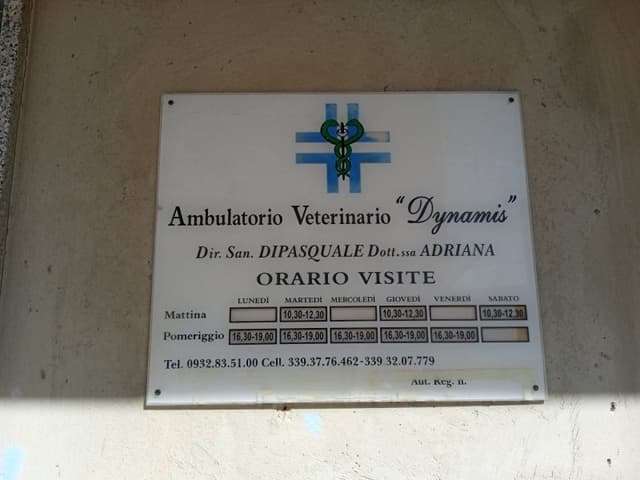 Ambulatorio Veterinario "Dynamis"
Dir. San. DIPASQUALE Dott.ssa ADRIANA
ORARIO VISITE
LUNEDÌ MARTEDÌ MERCOLEDÌ GIOVEDÌ VENERDÌ SABATO
Mattina 10,30-12,30 10,30-12,30 10,30-12,30
Pomeriggio 16,30-19,00 16,30-19,00 16,30-19,00 16,30-19,00 16,30-19,00
Tel. 0932.83.51.00 Cell. 339.37.76.462-339.32.07.779
Aut. Reg. n.